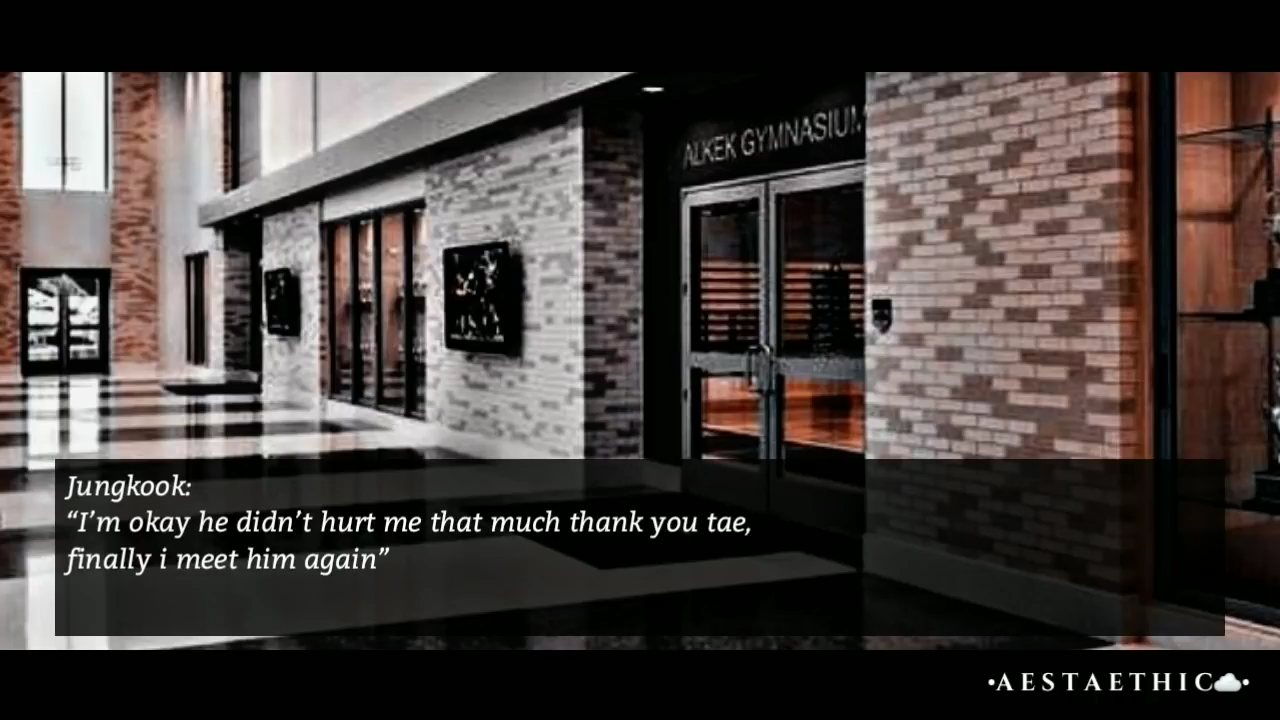 ALKEK GYMNASIUM
Jungkook:
“I’m okay he didn’t hurt me that much thank you tae,
finally i meet him again”
•AESTAETHIC☁•